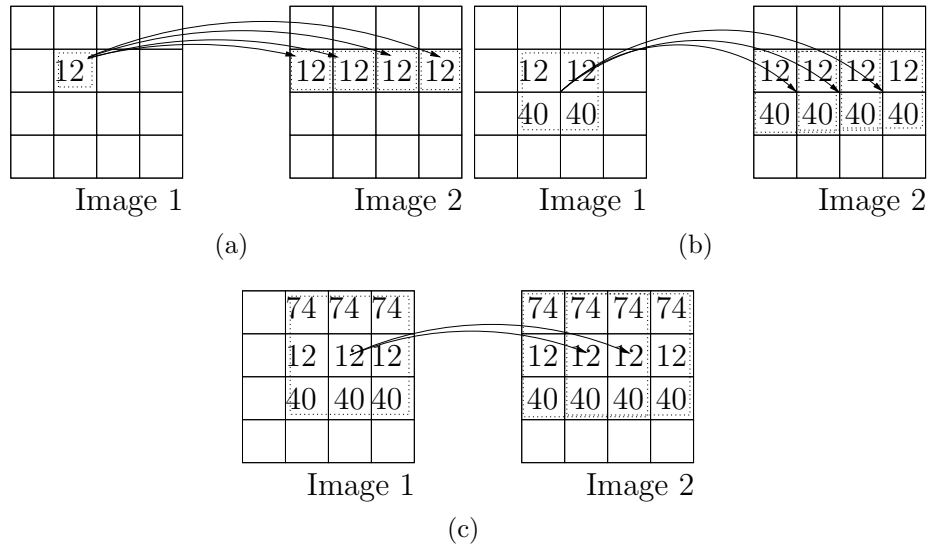 12 12 12 12 12
Image 1 Image 2
(a)
12 12 12 12 12 12
40 40 40 40 40 40
Image 1 Image 2
(b)
74 74 74 74 74 74 74
12 12 12 12 12 12 12
40 40 40 40 40 40 40
Image 1 Image 2
(c)